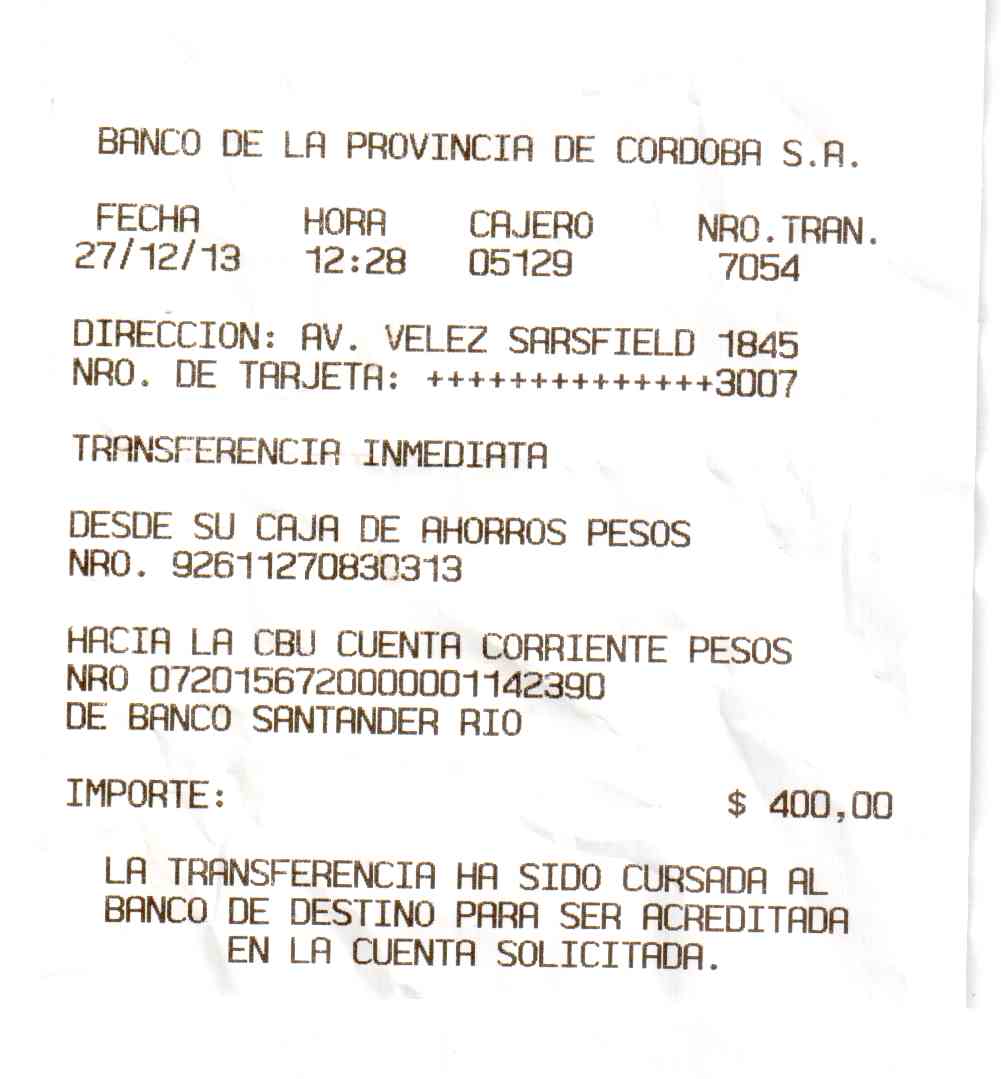 BANCO DE LA PROVINCIA DE CORDOBA S.A.
FECHA HORA CAJERO NRO.TRAN.
27/12/13 12:28 05129 7054
DIRECCION: AV. VELEZ SARSFIELD 1845
NRO. DE TARJETA: ++++++++++++++3007
TRANSFERENCIA INMEDIATA
DESDE SU CAJA DE AHORROS PESOS
NRO. 92611270830313
HACIA LA CBU CUENTA CORRIENTE PESOS
NRO 0720156720000001142390
DE BANCO SANTANDER RIO
IMPORTE: $ 400,00
LA TRANSFERENCIA HA SIDO CURSADA AL
BANCO DE DESTINO PARA SER ACREDITADA
EN LA CUENTA SOLICITADA.